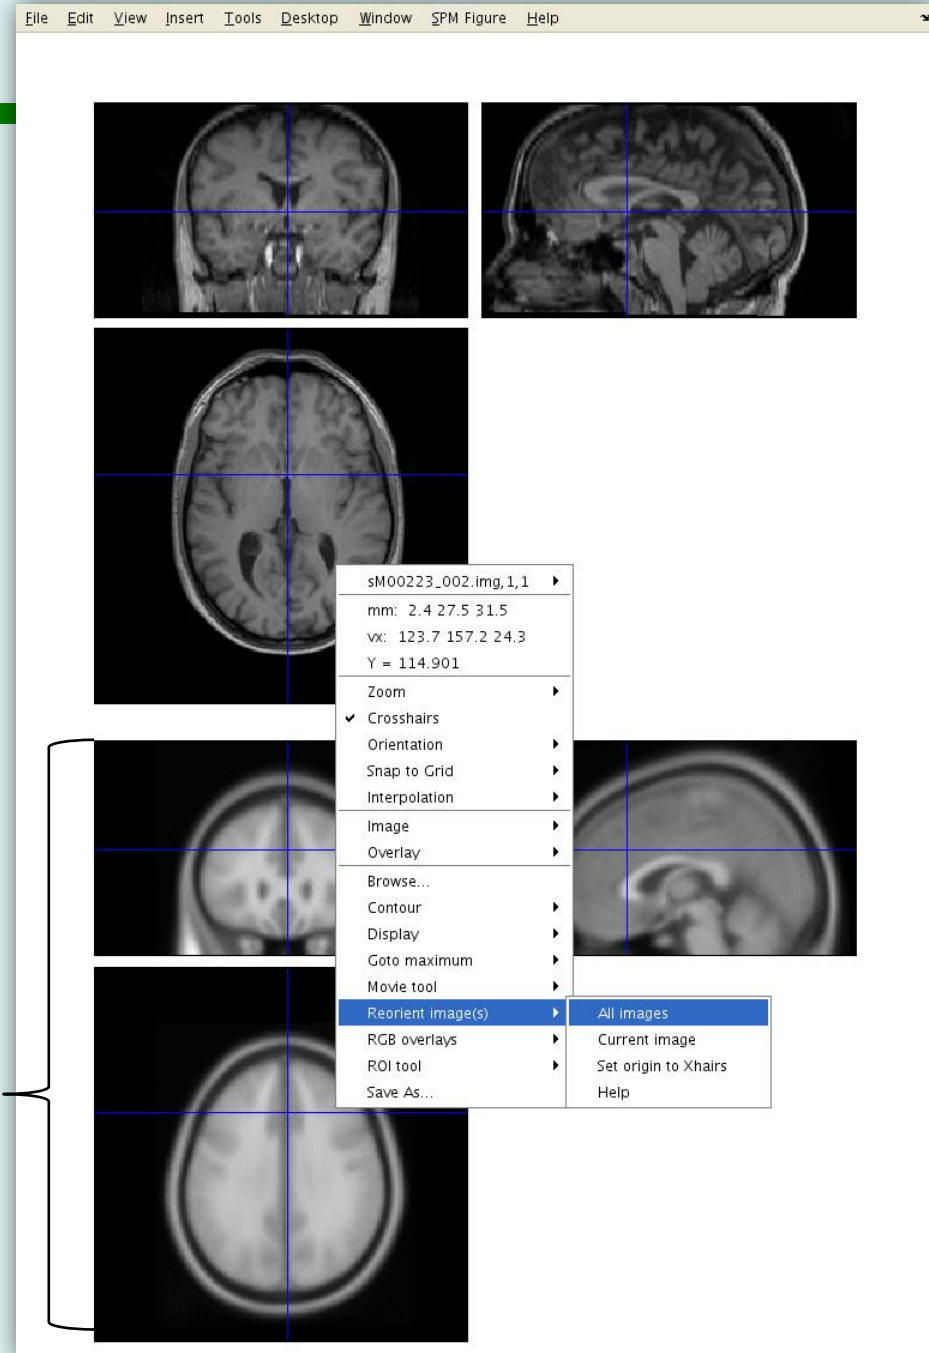 File Edit View Insert Tools Desktop Window SPM Figure Help
sM00223_002.img,1,1
mm: 2.4 27.5 31.5
vx: 123.7 157.2 24.3
Y = 114.901
Zoom
Crosshairs
Orientation
Snap to Grid
Interpolation
Image
Overlay
Browse...
Contour
Display
Goto maximum
Movie tool
Reorient image(s)
RGB overlays
ROI tool
Save As...
All images
Current image
Set origin to Xhairs
Help